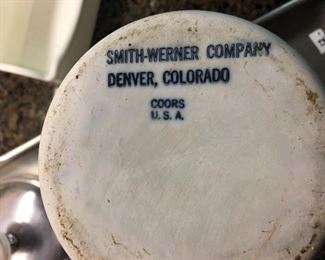 SMITH-WERNER COMPANY
DENVER, COLORADO
COORS
U.S.A.